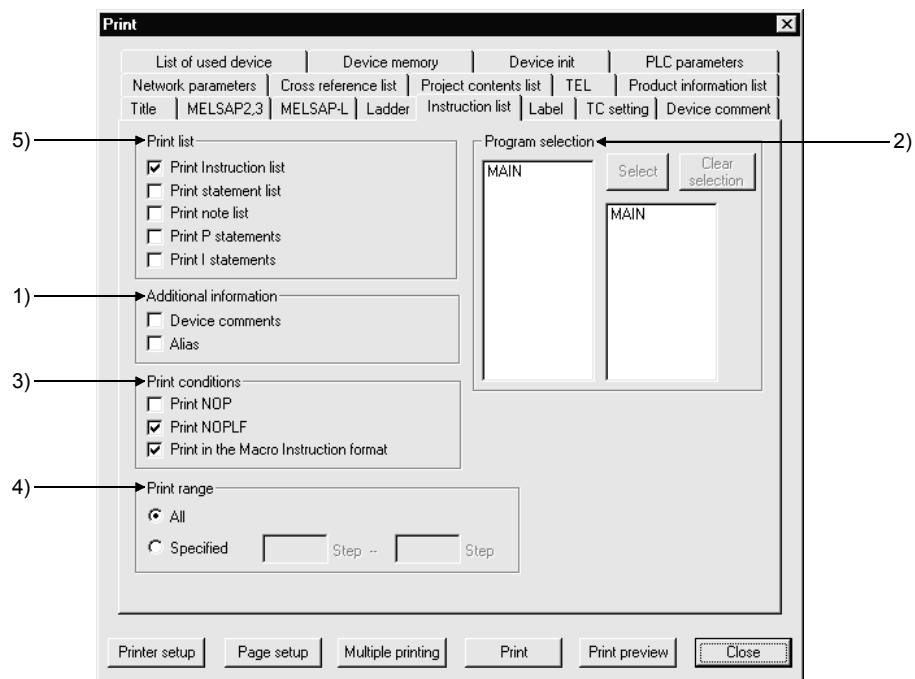 Print
List of used device Device memory Device init PLC parameters
Network parameters Cross reference list Project contents list TEL Product information list
Title MELSAP2,3 MELSAP-L Ladder Instruction list Label TC setting Device comment
5) Print list
Print Instruction list
Print statement list
Print note list
Print P statements
Print I statements
Program selection 2)
MAIN
Select
Clear
selection
MAIN
1) Additional information
Device comments
Alias
3) Print conditions
Print NOP
Print NOPLF
Print in the Macro Instruction format
4) Print range
All
Specified Step -- Step
Printer setup Page setup Multiple printing Print Print preview Close